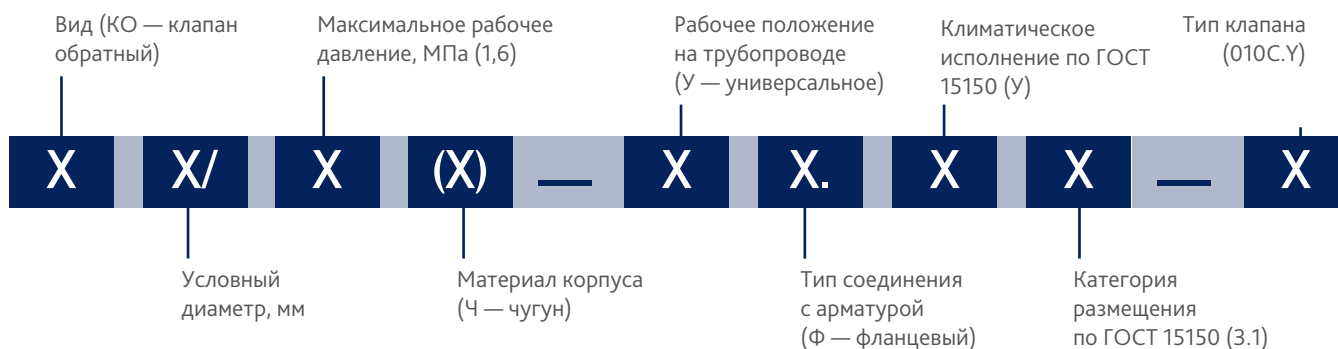 Вид (КО — клапан
обратный)
Максимальное рабочее
давление, МПа (1,6)
Рабочее положение
на трубопроводе
(У — универсальное)
Климатическое
исполнение по ГОСТ
15150 (У)
Тип клапана
(010C.Y)
X X/ X (X) — X X. X X — X
Условный
диаметр, мм
Материал корпуса
(Ч — чугун)
Тип соединения
с арматурой
(Ф — фланцевый)
Категория
размещения
по ГОСТ 15150 (3.1)